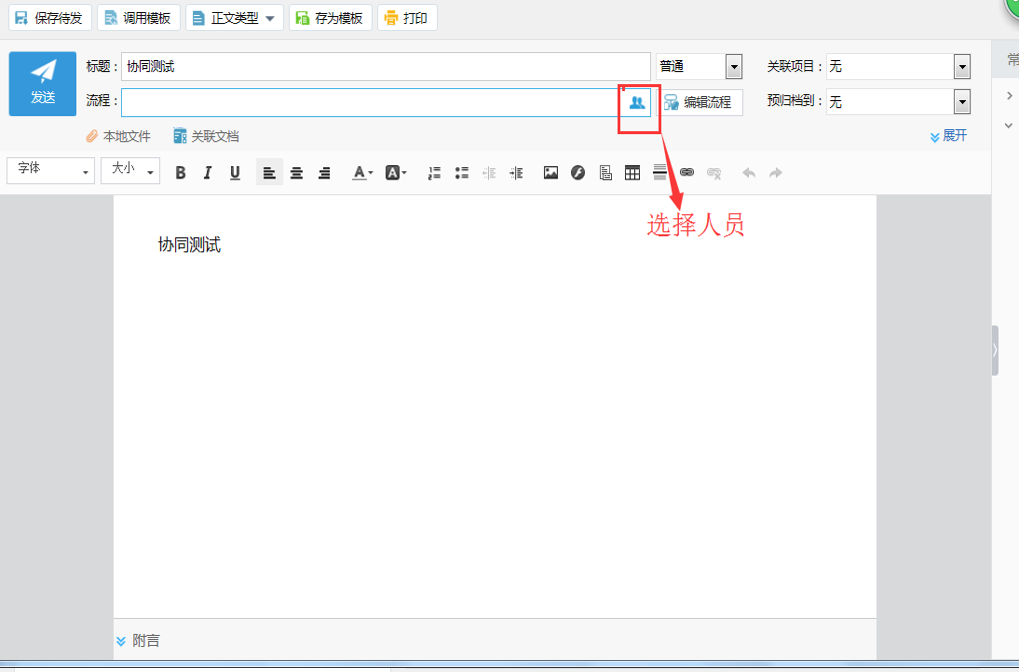 保存待发 调用模板 正文类型 存为模板 打印
发送
标题： 协同测试 普通 关联项目： 无
流程： 编辑流程 预归档到： 无
本地文件 关联文档 展开
常
字体 大小 B I U A A
选择人员
协同测试
附言